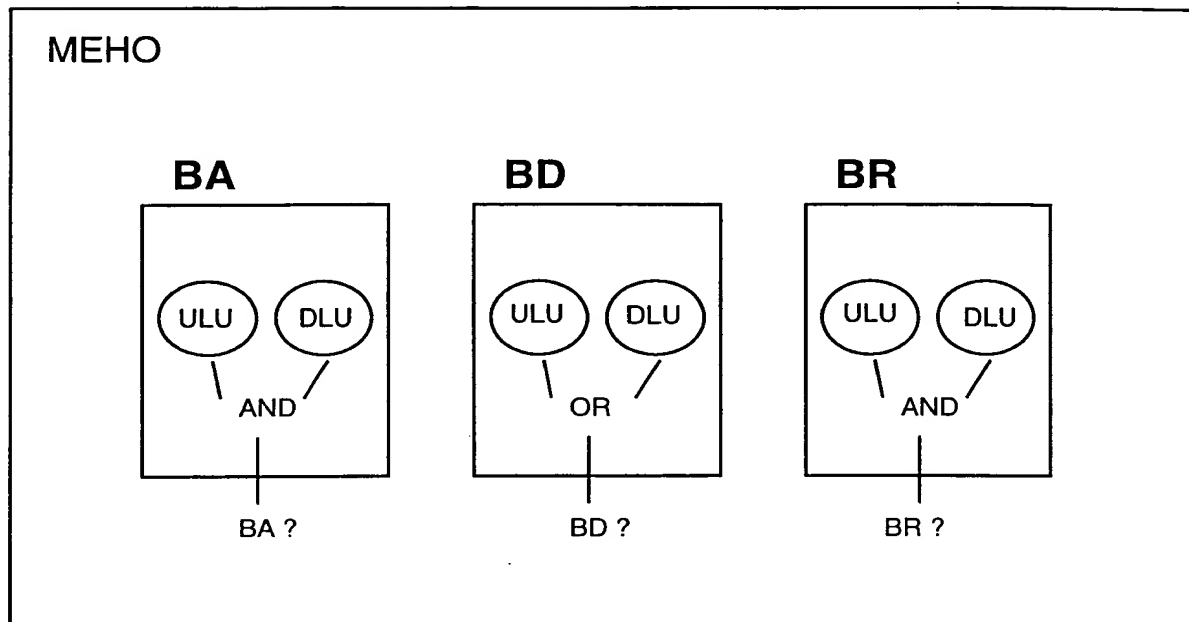 MEHO
BA BD BR
ULU DLU ULU DLU ULU DLU
AND OR AND
BA ? BD ? BR ?